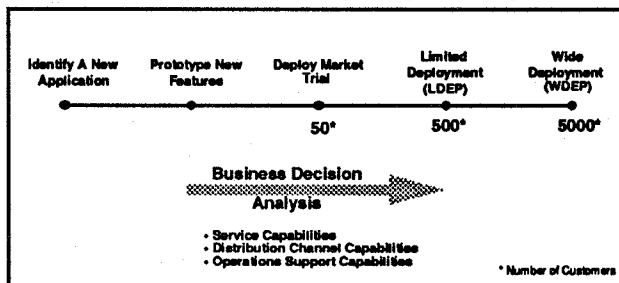 Identify A New
Application
Prototype New
Features
Deploy Market
Trial
Limited
Deployment
(LDEP)
Wide
Deployment
(WDEP)
50*
500*
5000*
Business Decision
Analysis
• Service Capabilities
• Distribution Channel Capabilities
• Operations Support Capabilities
* Number of Customers